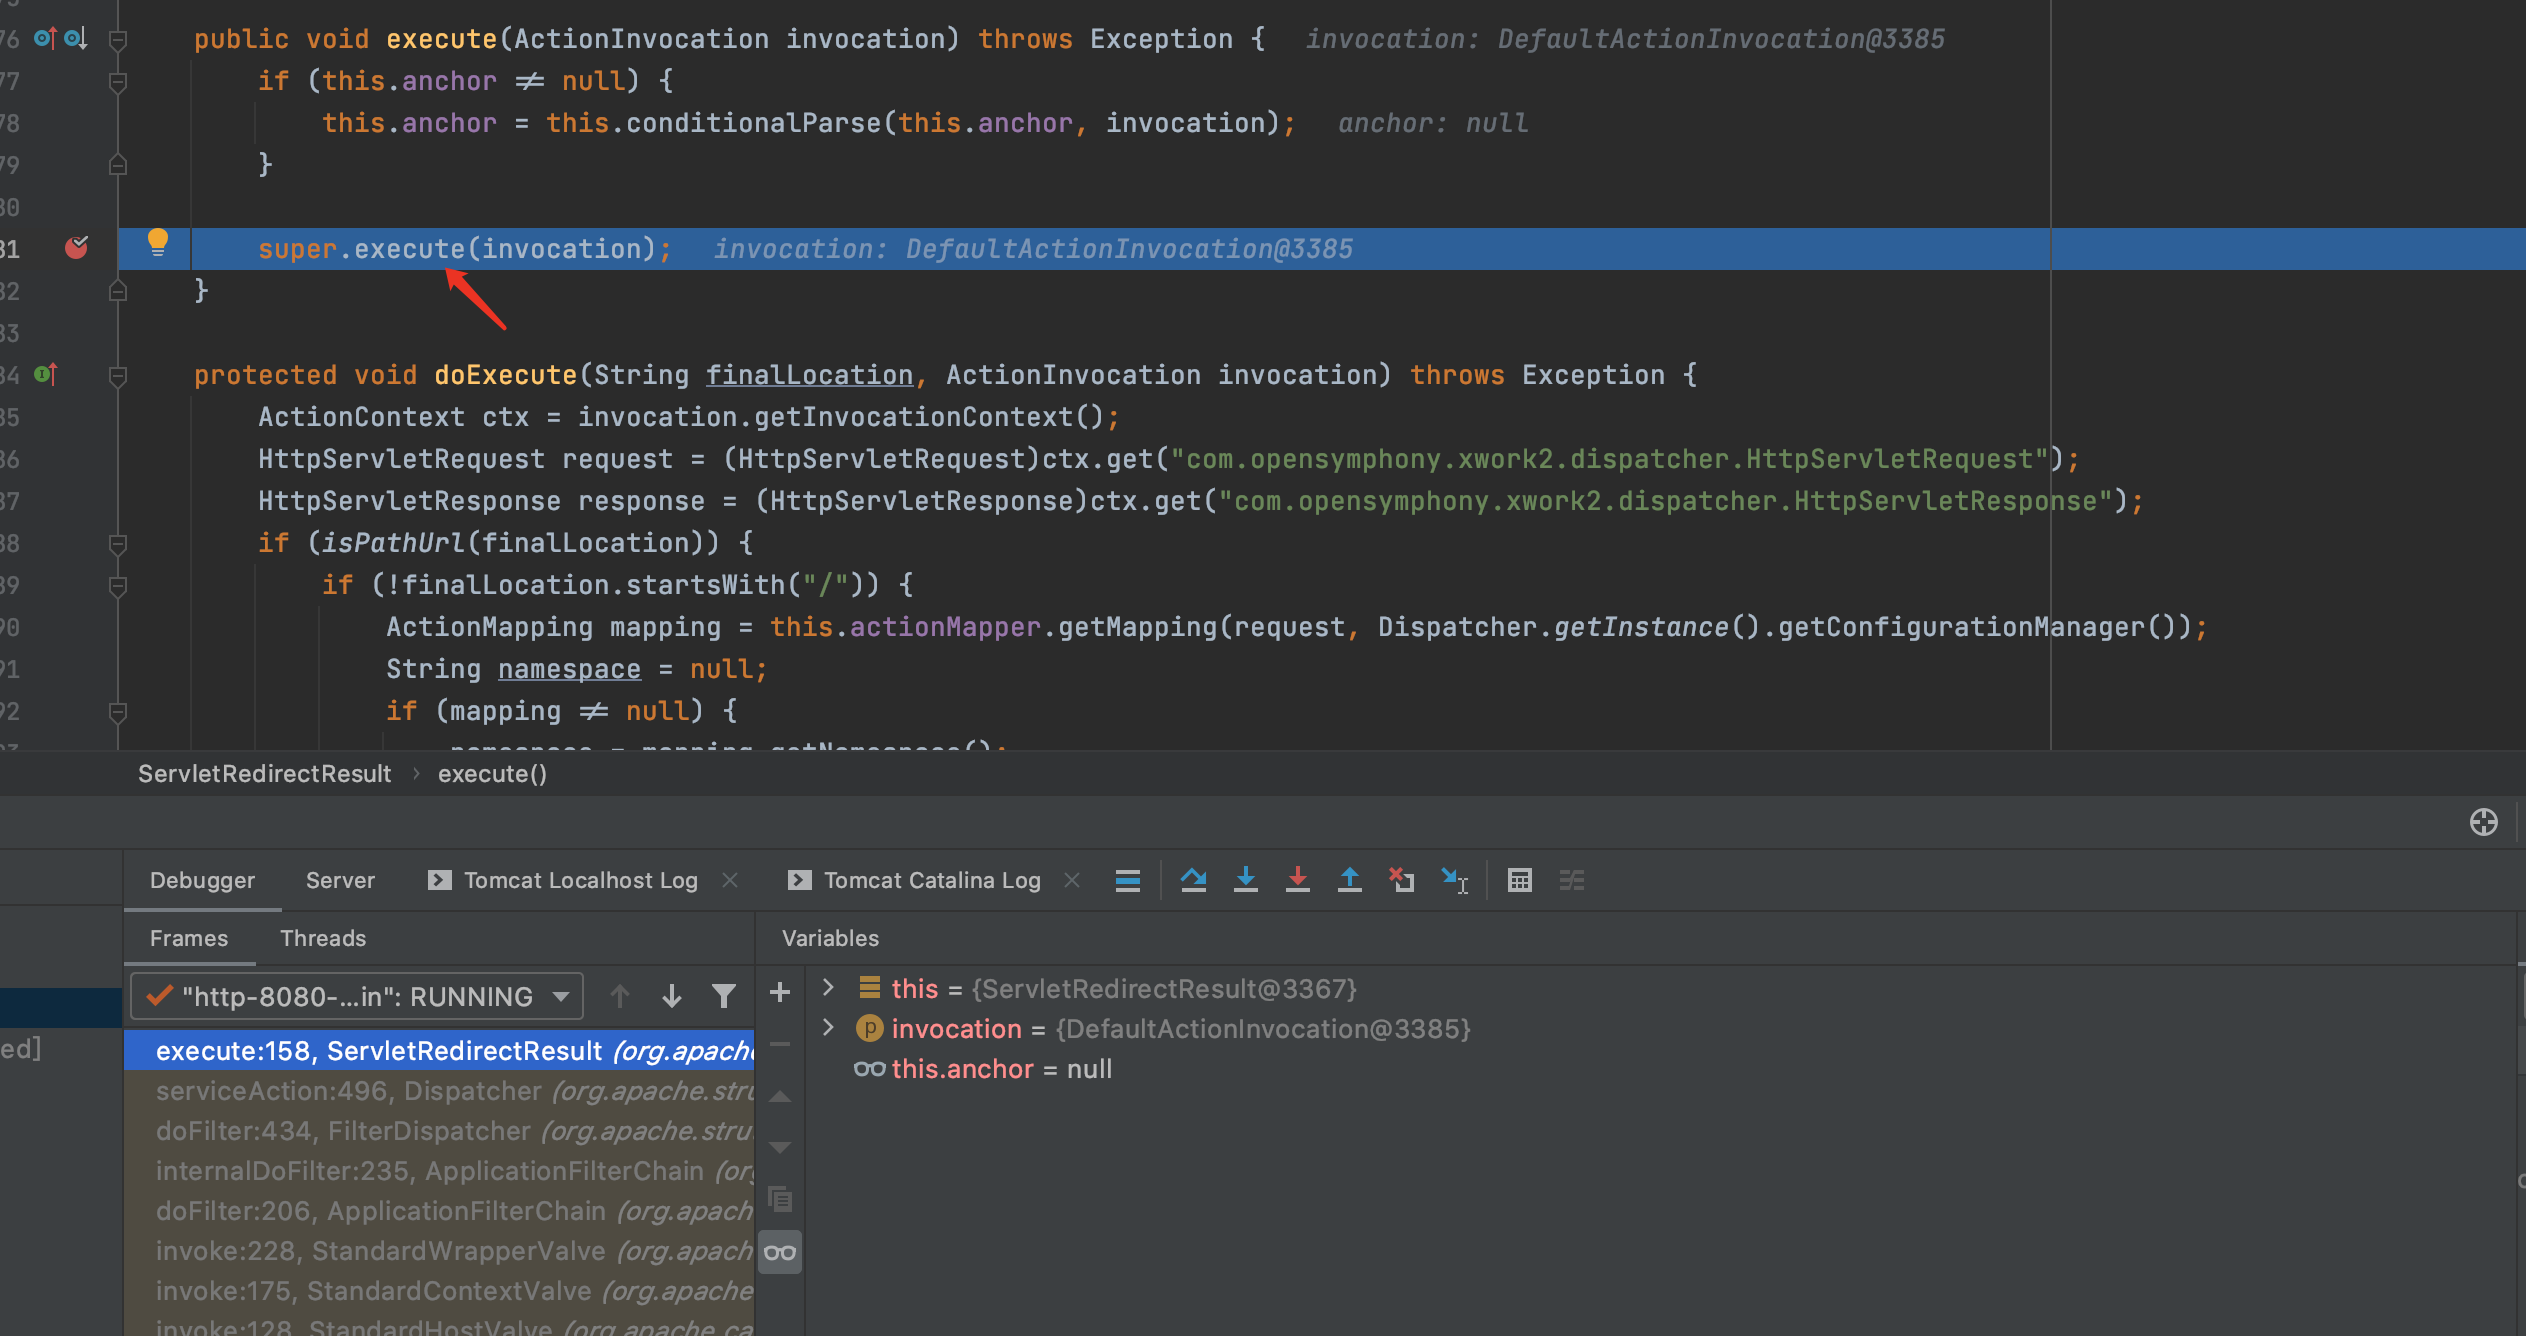 76 public void execute(ActionInvocation invocation) throws Exception { invocation: DefaultActionInvocation@3385
77 if (this.anchor ≠ null) {
78 this.anchor = this.conditionalParse(this.anchor, invocation); anchor: null
79 }
80
81 super.execute(invocation); invocation: DefaultActionInvocation@3385
82 }
83
84 protected void doExecute(String finalLocation, ActionInvocation invocation) throws Exception {
85 ActionContext ctx = invocation.getInvocationContext();
86 HttpServletRequest request = (HttpServletRequest)ctx.get("com.opensymphony.xwork2.dispatcher.HttpServletRequest");
87 HttpServletResponse response = (HttpServletResponse)ctx.get("com.opensymphony.xwork2.dispatcher.HttpServletResponse");
88 if (isPathUrl(finalLocation)) {
89 if (!finalLocation.startsWith("/")) {
90 ActionMapping mapping = this.actionMapper.getMapping(request, Dispatcher.getInstance().getConfigurationManager());
91 String namespace = null;
92 if (mapping ≠ null) {
93 namespace = mapping.getNamespace();
ServletRedirectResult › execute()
Debugger Server Tomcat Localhost Log × Tomcat Catalina Log ×
Frames Threads Variables
"http-8080-...in": RUNNING
this = {ServletRedirectResult@3367}
invocation = {DefaultActionInvocation@3385}
this.anchor = null
ed]
execute:158, ServletRedirectResult (org.apache
serviceAction:496, Dispatcher (org.apache.stru
doFilter:434, FilterDispatcher (org.apache.stru
internalDoFilter:235, ApplicationFilterChain (org
doFilter:206, ApplicationFilterChain (org.apach
invoke:228, StandardWrapperValve (org.apach
invoke:175, StandardContextValve (org.apache
invoke:128, StandardHostValve (org.apache.ca